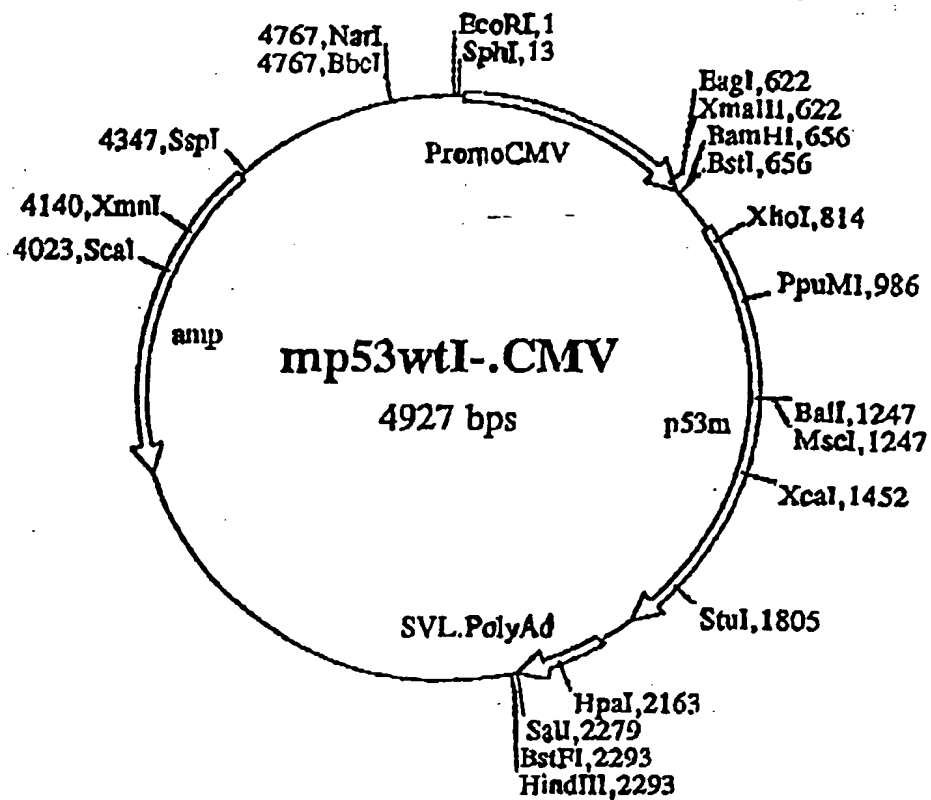 EcoRI,1
SphI,13
4767,NarI
4767,BbcI
BagI,622
XmaIII,622
BamHI,656
BstI,656
4347,SspI
PromoCMV
4140,XmnI
XhoI,814
4023,ScaI
PpuMI,986
amp
mp53wtI-.CMV
4927 bps
p53m
BalI,1247
MscI,1247
XcaI,1452
SVL.PolyAd
StuI,1805
HpaI,2163
SalI,2279
BstFI,2293
HindIII,2293